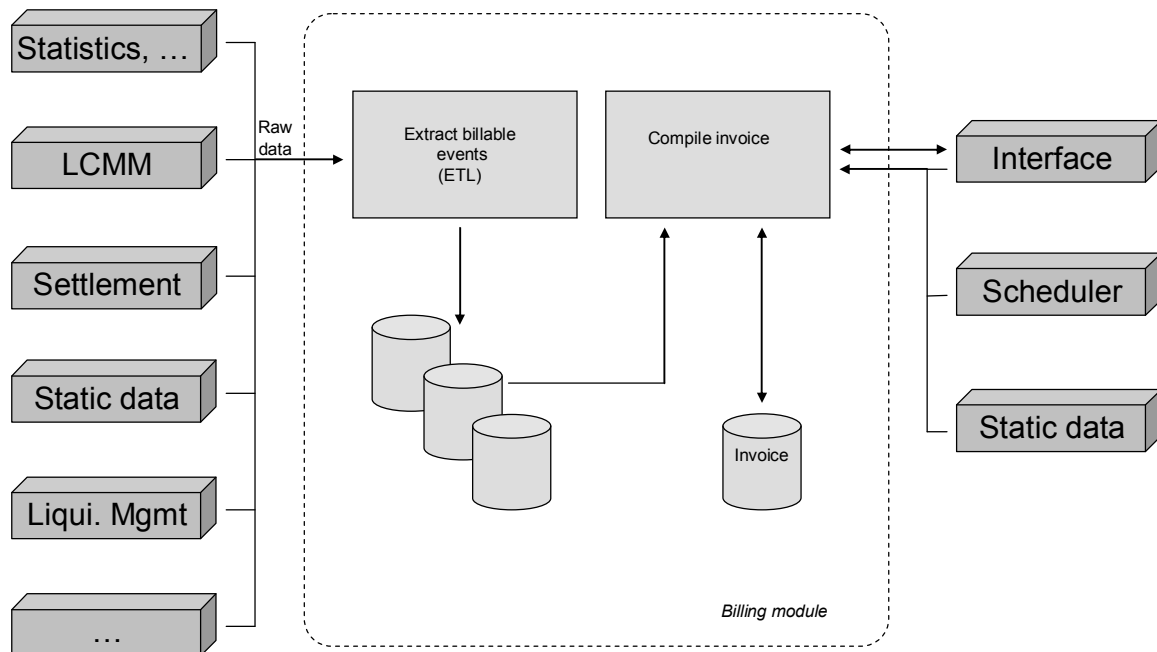 Statistics, …
LCMM
Settlement
Static data
Liqui. Mgmt
…
Raw
data
Extract billable
events
(ETL)
Compile invoice
Invoice
Billing module
Interface
Scheduler
Static data